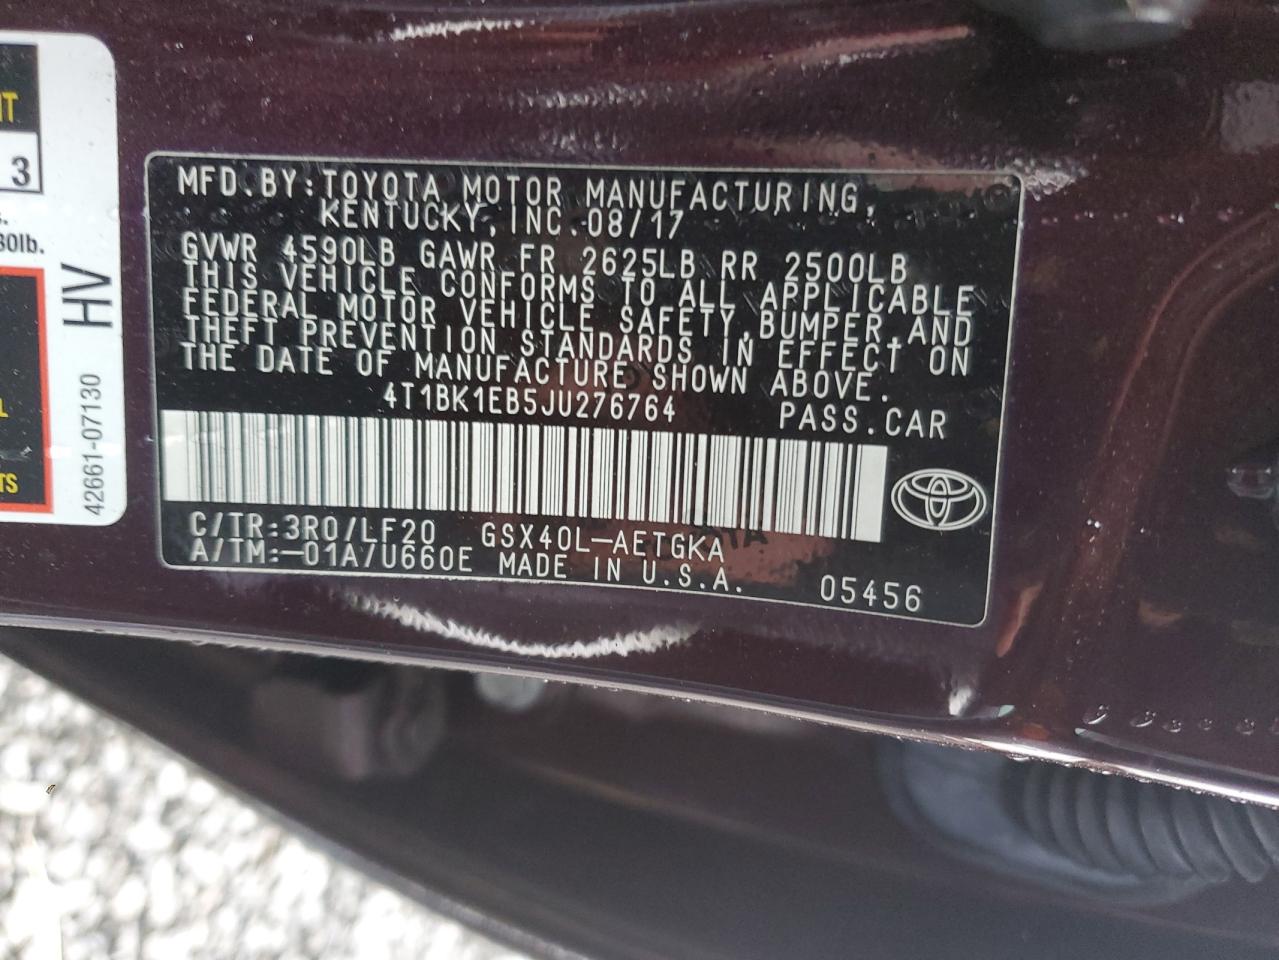 MFD.BY:TOYOTA MOTOR MANUFACTURING,
KENTUCKY,INC.08/17
GVWR 4590LB GAWR FR 2625LB RR 2500LB
THIS VEHICLE CONFORMS TO ALL APPLICABLE
FEDERAL MOTOR VEHICLE SAFETY,BUMPER,AND
THEFT PREVENTION STANDARDS IN EFFECT ON
THE DATE OF MANUFACTURE SHOWN ABOVE.
4T1BK1EB5JU276764 PASS.CAR
C/TR:3R0/LF20 GSX40L-AETGKA
A/TM:-01A/U660E MADE IN U.S.A. 05456
3
42661-07130 HV